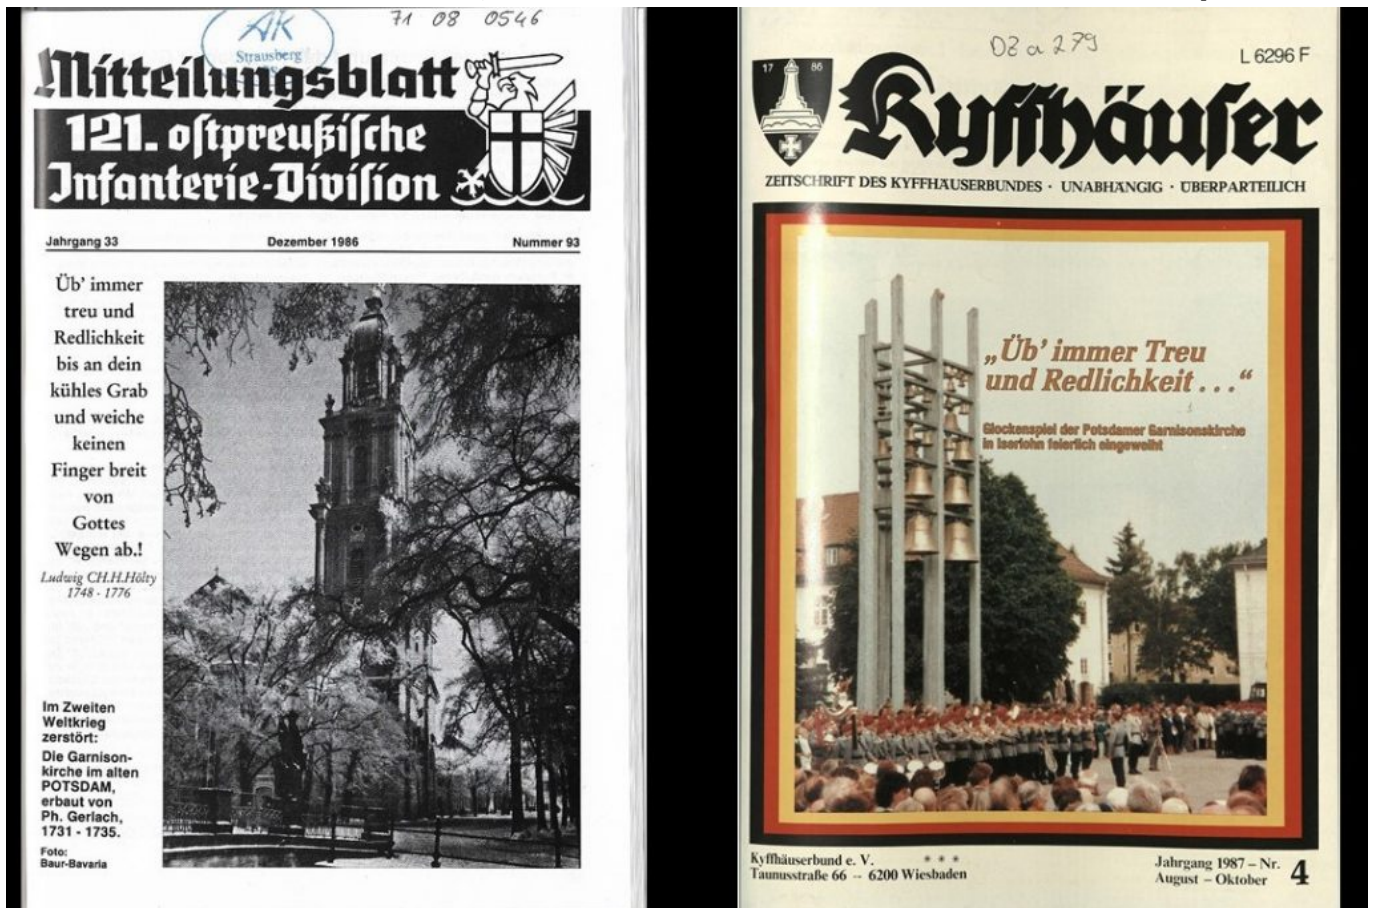 71 08 0546
AK
Strausberg
Mitteilungsblatt
121. oſtpreußiſche
Infanterie-Diviſion
Jahrgang 33 Dezember 1986 Nummer 93
Üb' immer
treu und
Redlichkeit
bis an dein
kühles Grab
und weiche
keinen
Finger breit
von
Gottes
Wegen ab.!
Ludwig CH.H.Hölty
1748 - 1776
Im Zweiten
Weltkrieg
zerstört:
Die Garnison-
kirche im alten
POTSDAM,
erbaut von
Ph. Gerlach,
1731 - 1735.
Foto:
Baur-Bavaria
DZ a 279
L 6296 F
17 86
Kyffhäuſer
ZEITSCHRIFT DES KYFFHÄUSERBUNDES · UNABHÄNGIG · ÜBERPARTEILICH
„Üb' immer Treu
und Redlichkeit . . .“
Glockenspiel der Potsdamer Garnisonskirche
in Iserlohn feierlich eingeweiht
Kyffhäuserbund e. V. * * *
Taunusstraße 66 -- 6200 Wiesbaden
Jahrgang 1987 – Nr. 4
August – Oktober